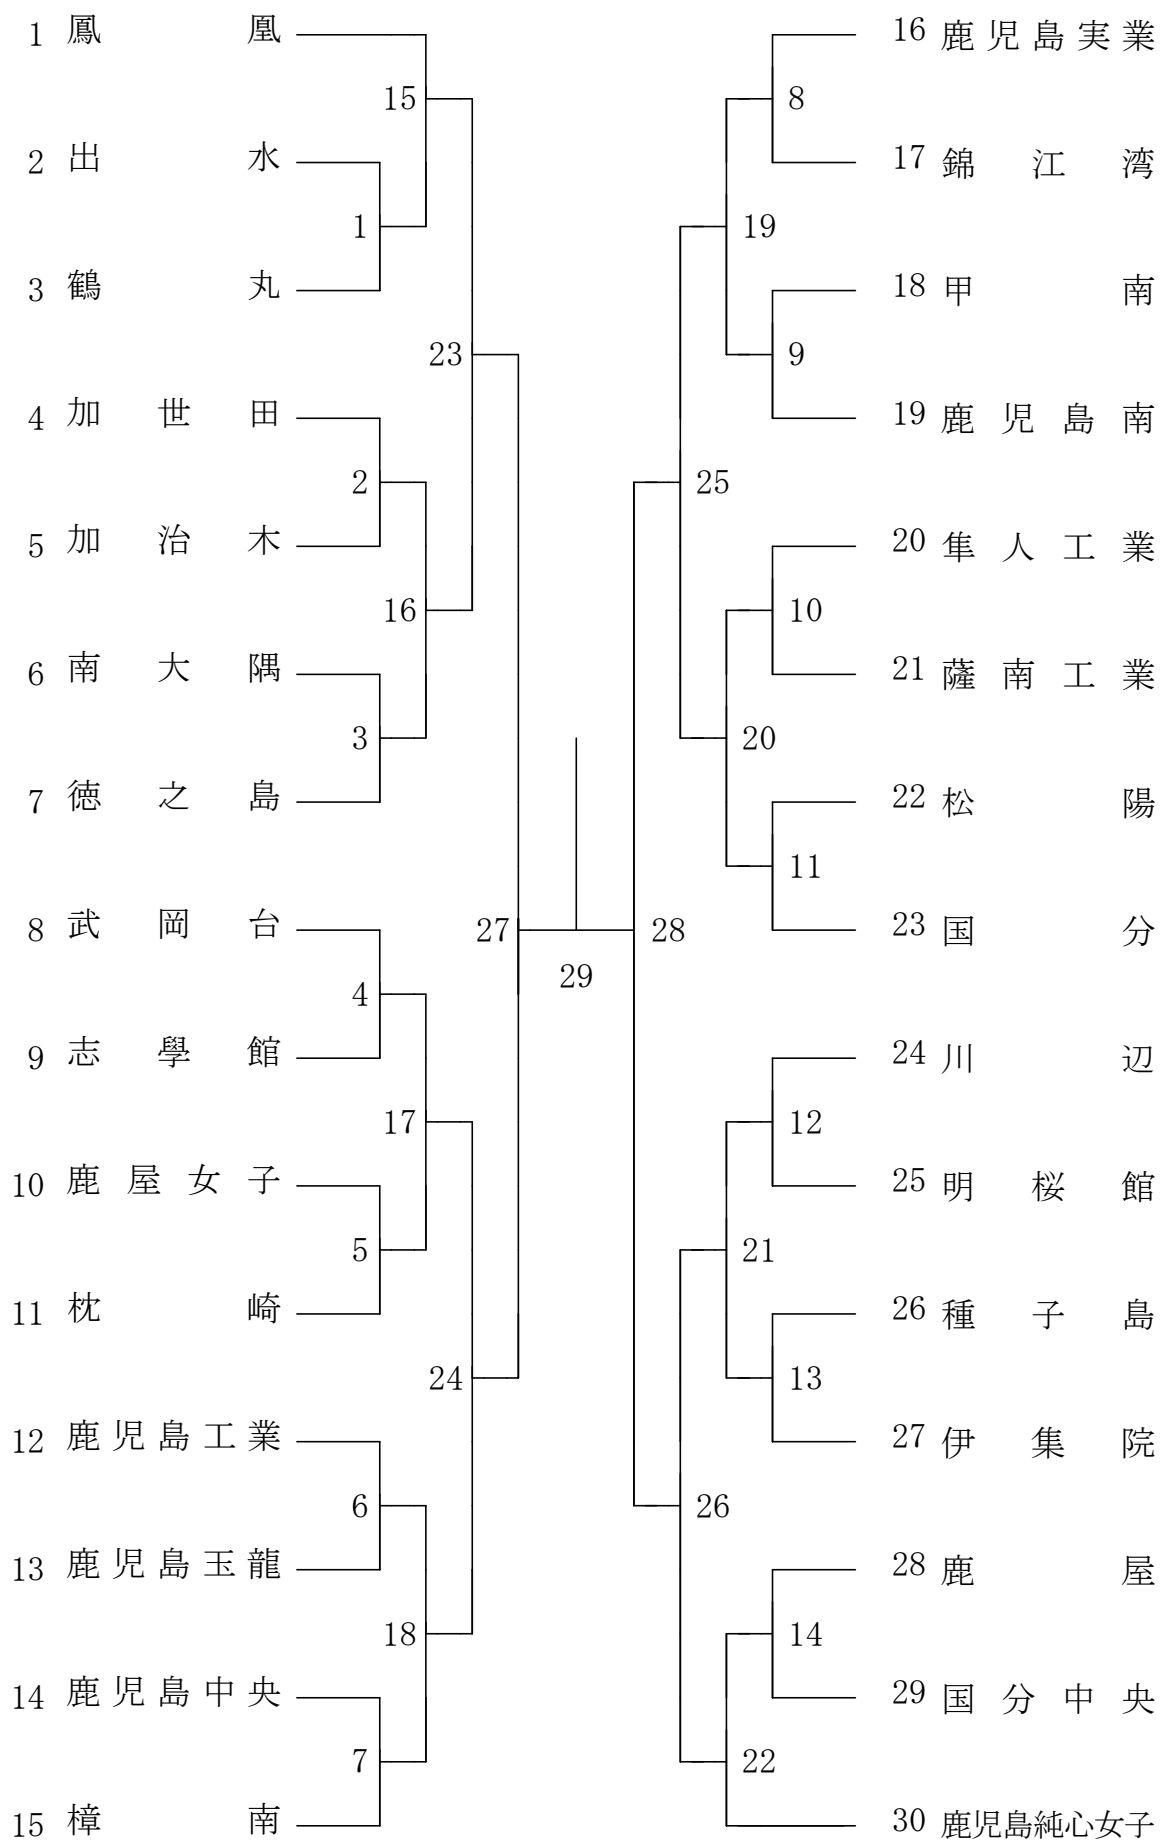 1 鳳凰
2 出水
3 鶴丸
4 加世田
5 加治木
6 南大隅
7 徳之島
8 武岡台
9 志學館
10 鹿屋女子
11 枕崎
12 鹿児島工業
13 鹿児島玉龍
14 鹿児島中央
15 樟南
15
1
23
2
16
3
27
4
17
5
24
6
18
7
29
16 鹿児島実業
17 錦江湾
18 甲南
19 鹿児島南
20 隼人工業
21 薩南工業
22 松陽
23 国分
24 川辺
25 明桜館
26 種子島
27 伊集院
28 鹿屋
29 国分中央
30 鹿児島純心女子
8
19
9
25
10
20
11
28
12
21
13
26
14
22